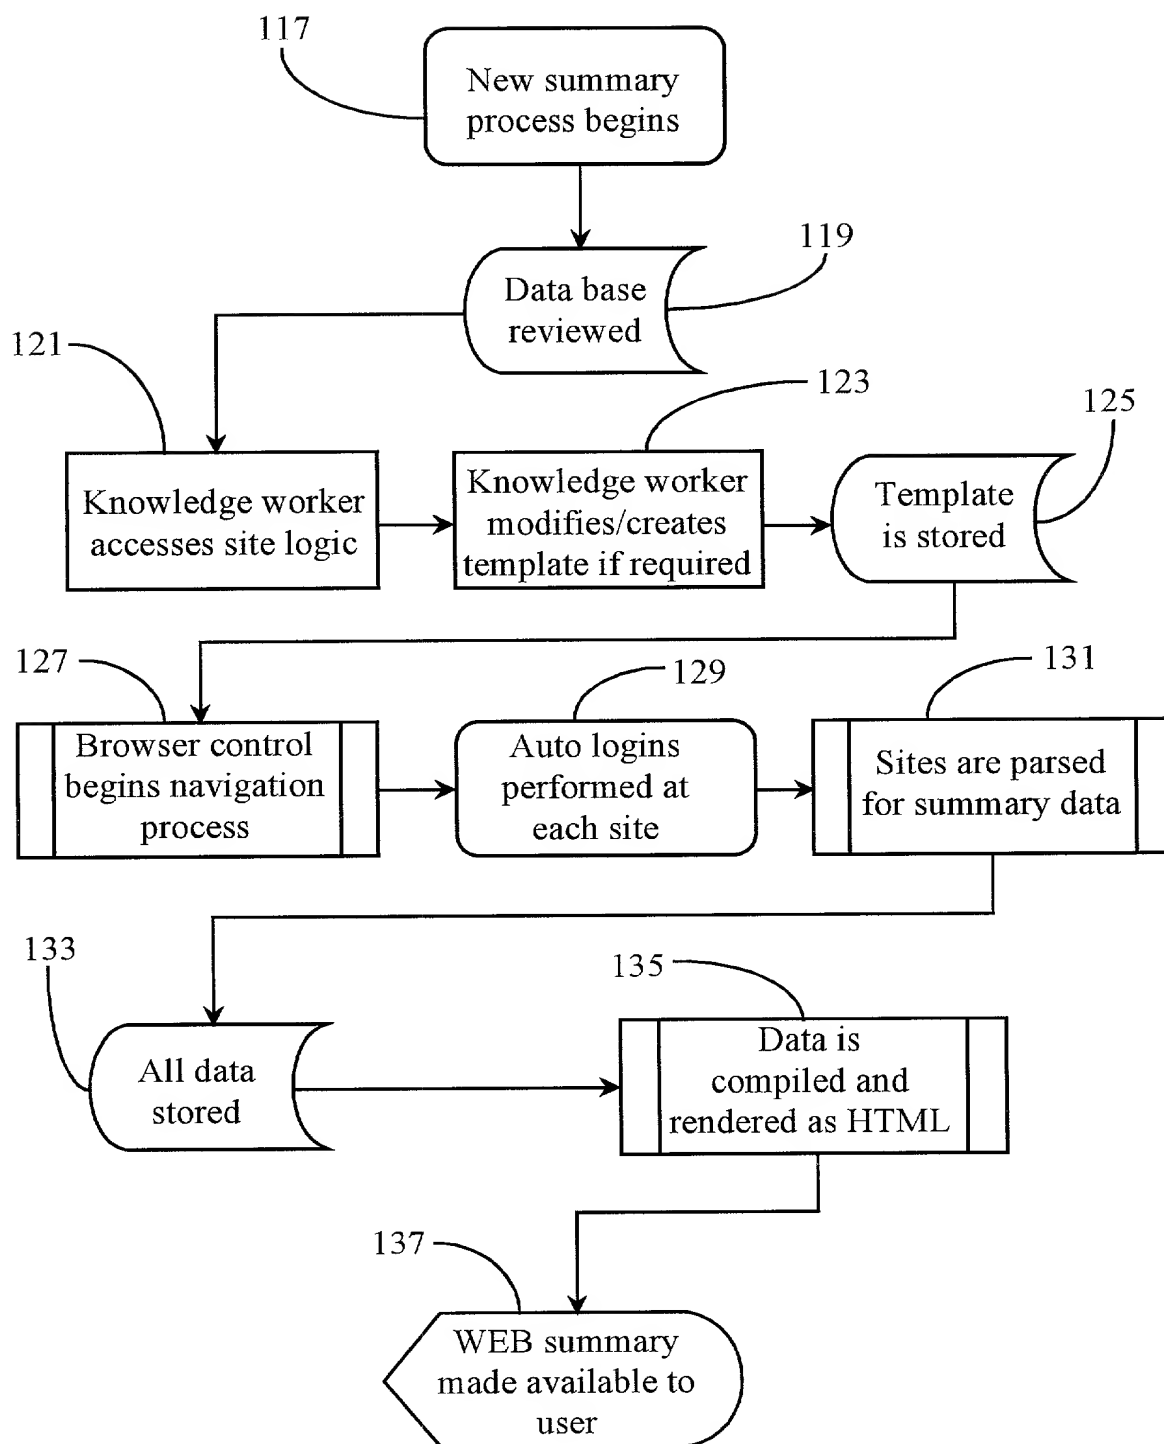 117
New summary
process begins
119
Data base
reviewed
121
123
125
Knowledge worker
accesses site logic
Knowledge worker
modifies/creates
template if required
Template
is stored
127
129
131
Browser control
begins navigation
process
Auto logins
performed at
each site
Sites are parsed
for summary data
133
135
All data
stored
Data is
compiled and
rendered as HTML
137
WEB summary
made available to
user